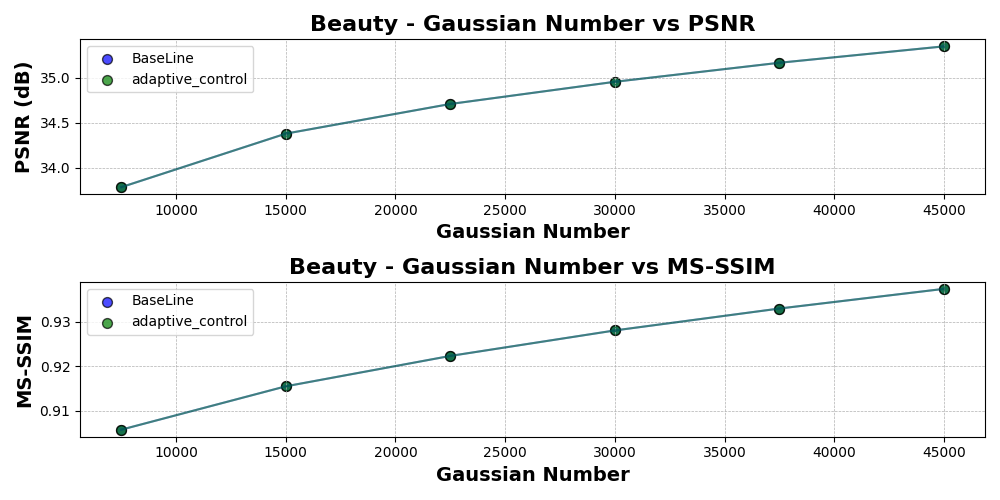 Beauty - Gaussian Number vs PSNR
PSNR (dB)
BaseLine
adaptive_control
35.0
34.5
34.0
10000 15000 20000 25000 30000 35000 40000 45000
Gaussian Number
Beauty - Gaussian Number vs MS-SSIM
MS-SSIM
BaseLine
adaptive_control
0.93
0.92
0.91
10000 15000 20000 25000 30000 35000 40000 45000
Gaussian Number